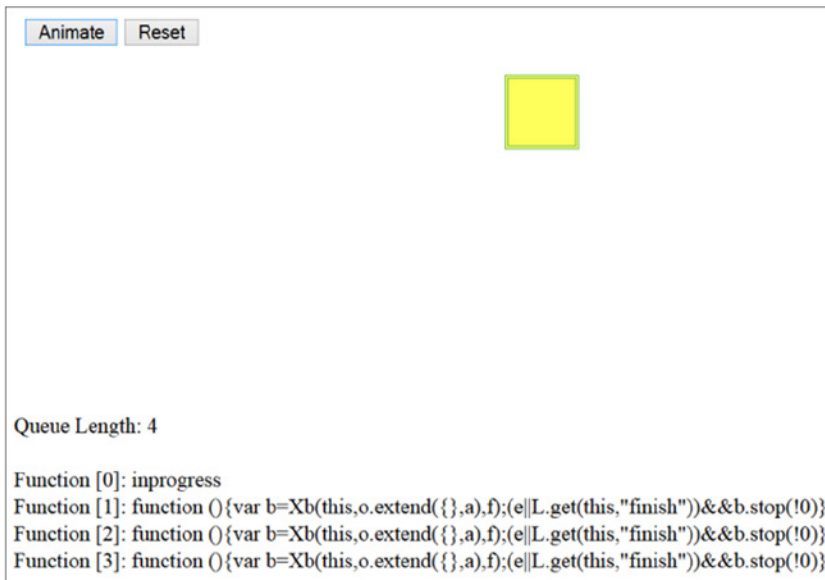 Animate Reset
Queue Length: 4
Function [0]: inprogress
Function [1]: function (){var b=Xb(this,o.extend({},a),f);(e||L.get(this,"finish"))&&b.stop(!0)}
Function [2]: function (){var b=Xb(this,o.extend({},a),f);(e||L.get(this,"finish"))&&b.stop(!0)}
Function [3]: function (){var b=Xb(this,o.extend({},a),f);(e||L.get(this,"finish"))&&b.stop(!0)}